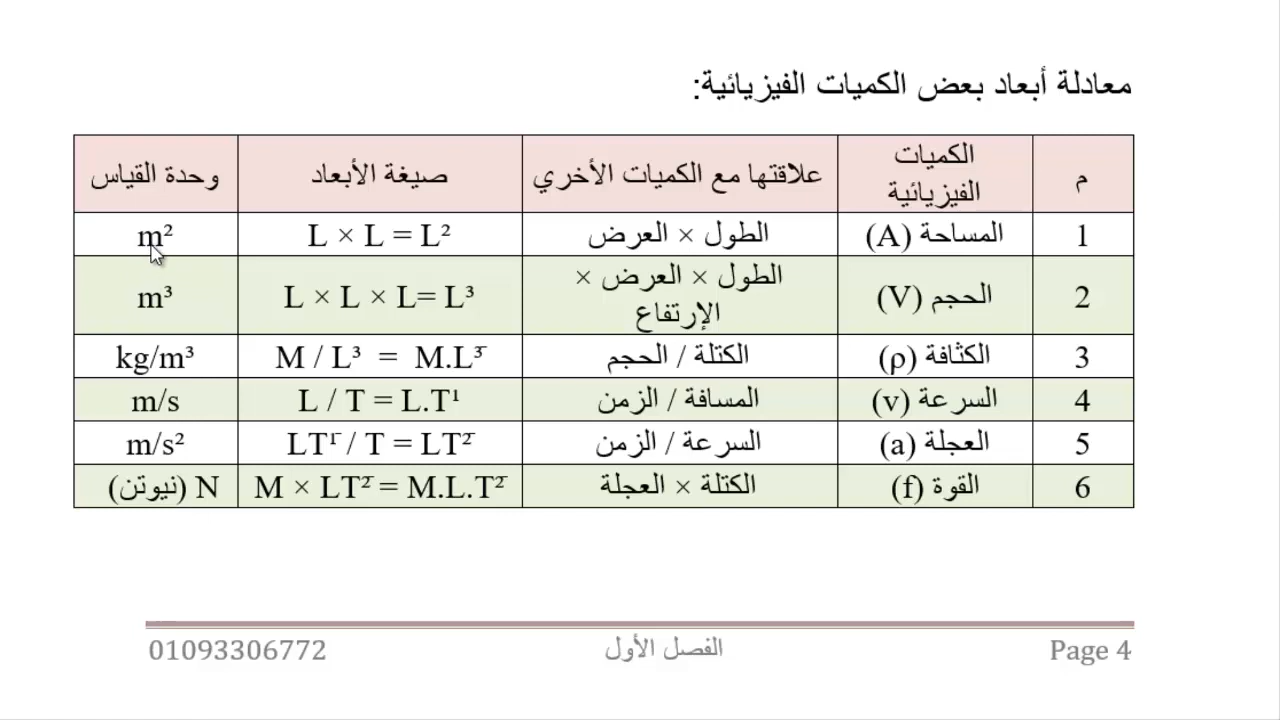 معادلة أبعاد بعض الكميات الفيزيائية:
م	الكميات الفيزيائية	علاقتها مع الكميات الأخري	صيغة الأبعاد	وحدة القياس
1	المساحة (A)	الطول × العرض	L × L = L²	m²
2	الحجم (V)	الطول × العرض × الإرتفاع	L × L × L= L³	m³
3	الكثافة (ρ)	الكتلة / الحجم	M / L³ = M.L⁻³	kg/m³
4	السرعة (v)	المسافة / الزمن	L / T = L.T¹	m/s
5	العجلة (a)	السرعة / الزمن	LT⁻¹ / T = LT⁻²	m/s²
6	القوة (f)	الكتلة × العجلة	M × LT⁻² = M.L.T⁻²	N (نيوتن)
Page 4	الفصل الأول	01093306772